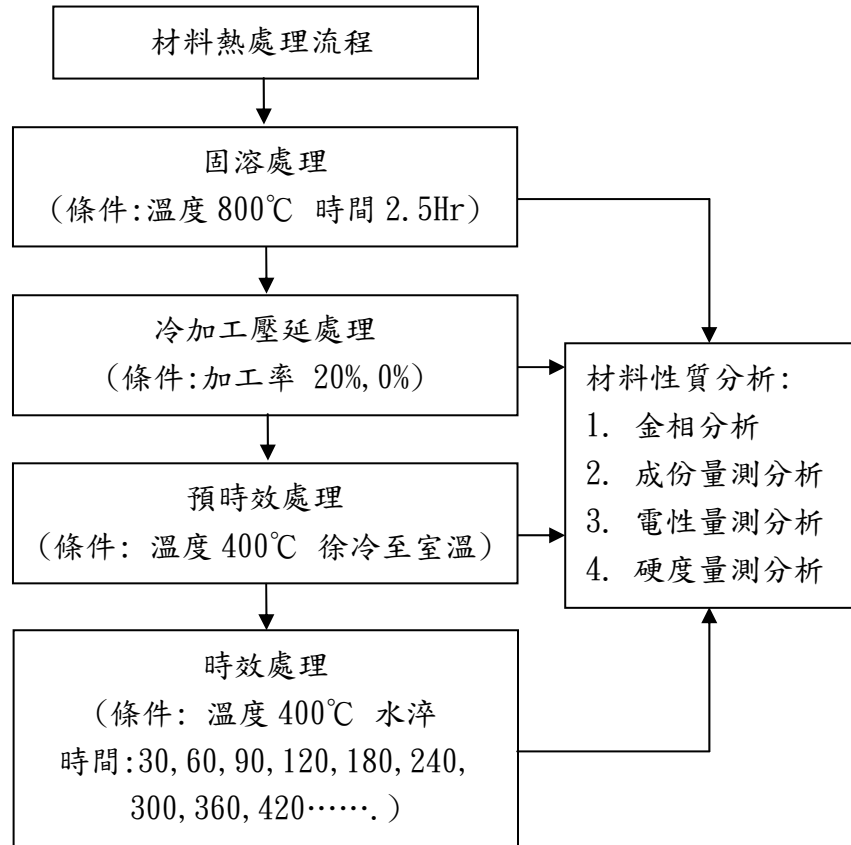 材料熱處理流程
固溶處理
(條件:溫度 800℃ 時間 2.5Hr)
冷加工壓延處理
(條件:加工率 20%,0%)
預時效處理
(條件: 溫度 400℃ 徐冷至室溫)
時效處理
(條件: 溫度 400℃ 水淬
時間:30,60,90,120,180,240,
300,360,420…….)
材料性質分析:
1. 金相分析
2. 成份量測分析
3. 電性量測分析
4. 硬度量測分析